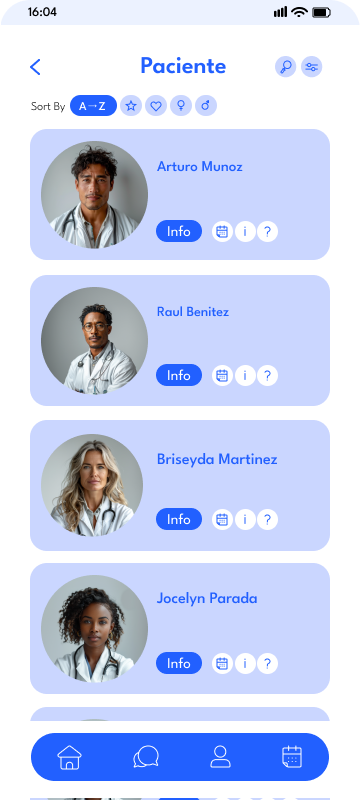 16:04
Paciente
Sort By A→Z
Arturo Munoz
Info i ?
Raul Benitez
Info i ?
Briseyda Martinez
Info i ?
Jocelyn Parada
Info i ?